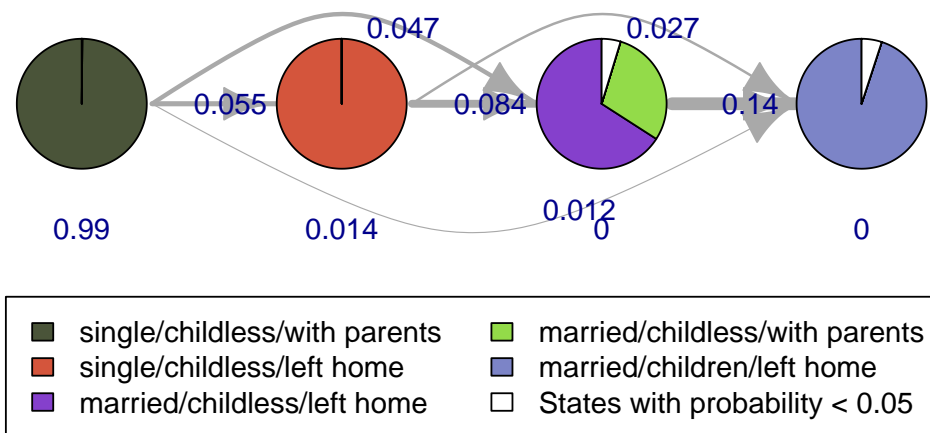 0.047
0.027
0.055
0.084
0.14
0.012
0.99
0.014
0
0
single/childless/with parents
single/childless/left home
married/childless/left home
married/childless/with parents
married/children/left home
States with probability < 0.05